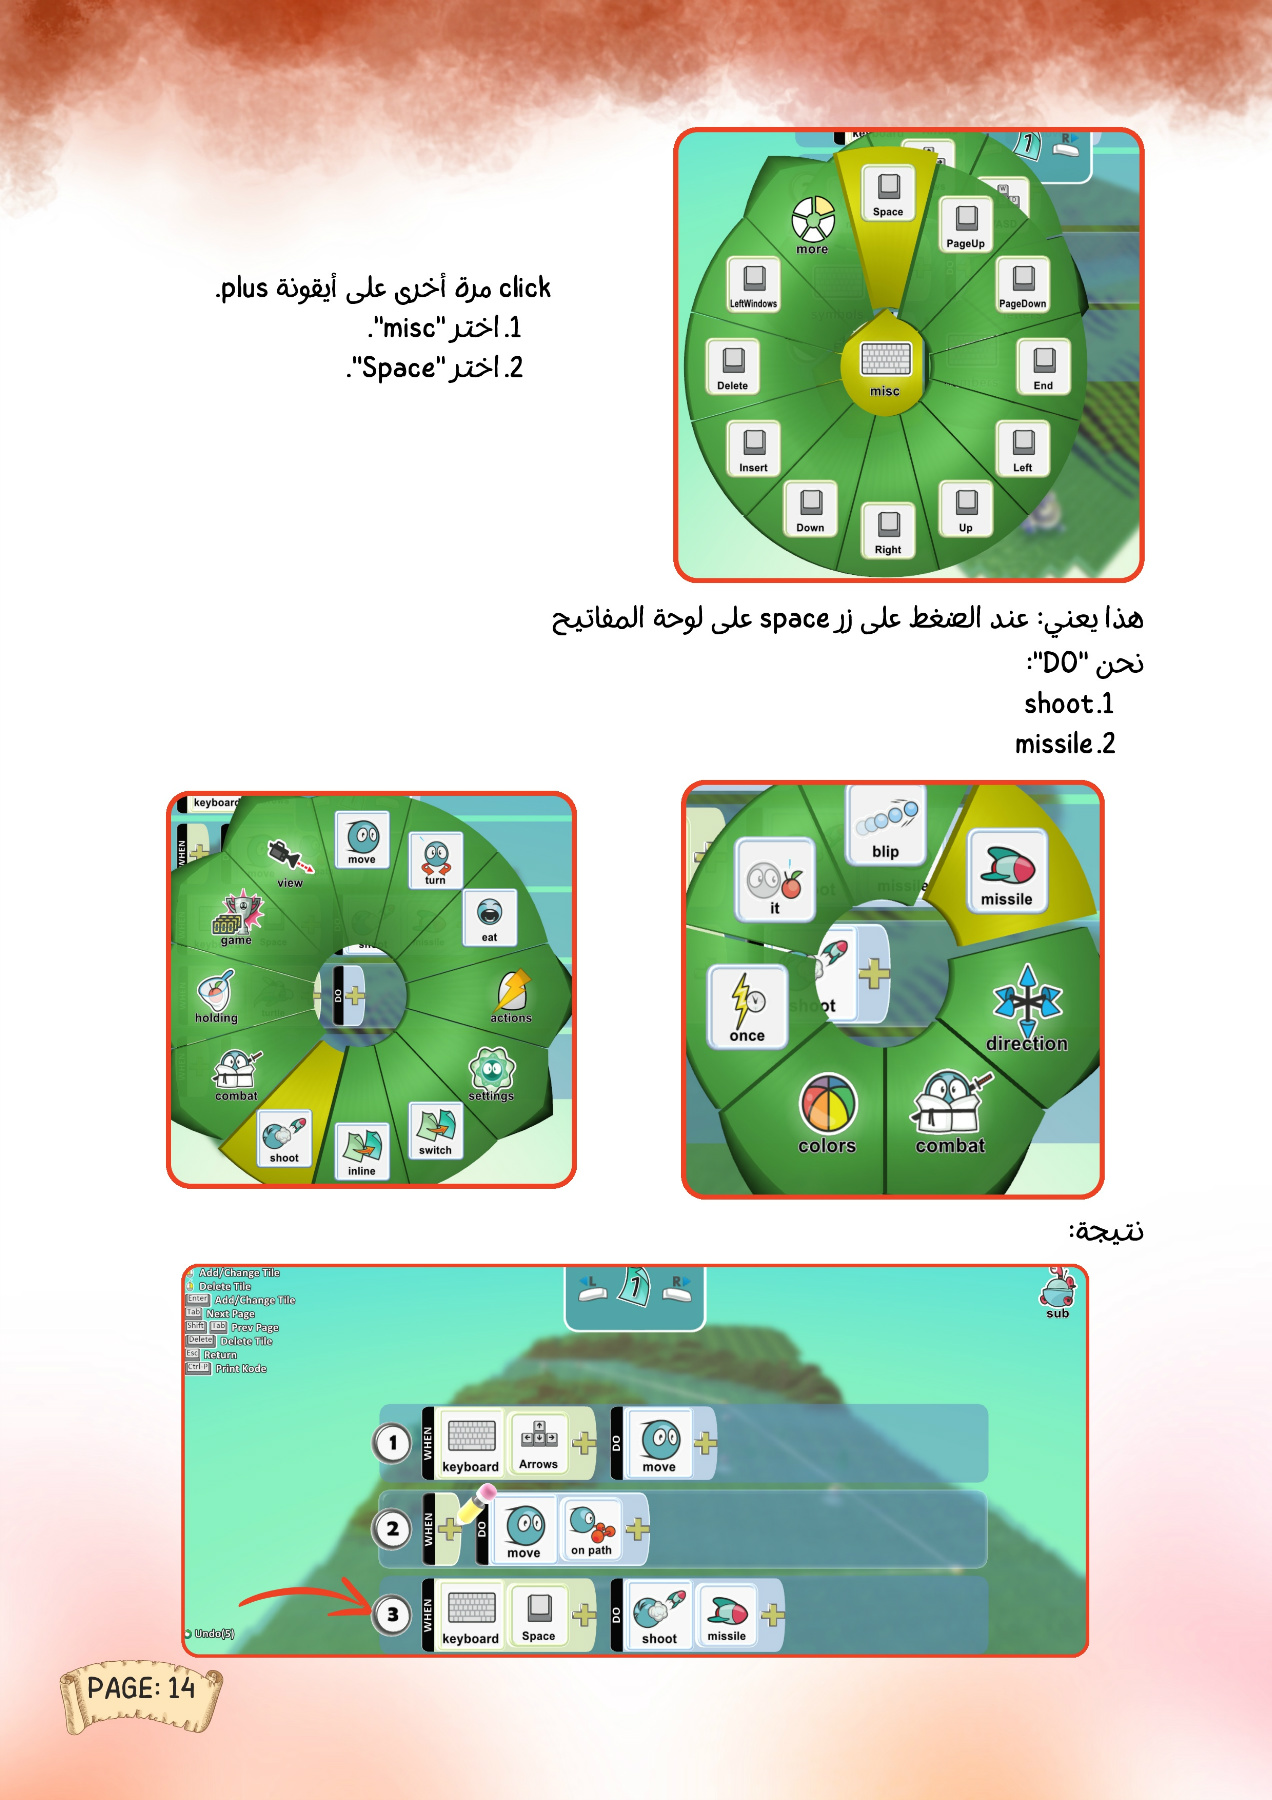 click مرة أخرى على أيقونة plus.
1. اختر "misc".
2. اختر "Space".
R
1
Space
PageUp
PageDown
End
Left
Up
Right
Down
Insert
Delete
LeftWindows
more
misc
هذا يعني: عند الضغط على زر space على لوحة المفاتيح
نحن "DO":
1. shoot
2. missile
keyboard
WHEN
move
turn
eat
actions
settings
switch
inline
shoot
combat
holding
game
view
DO
blip
missile
direction
combat
colors
once
it
نتيجة:
Add/Change Tile
Delete Tile
Enter Add/Change Tile
Tab Next Page
Shift Tab Prev Page
Delete Delete Tile
Esc Return
Ctrl-P Print Kode
L 1 R
sub
1 WHEN keyboard Arrows DO move
2 WHEN DO move on path
3 WHEN keyboard Space DO shoot missile
Undo(5)
PAGE: 14